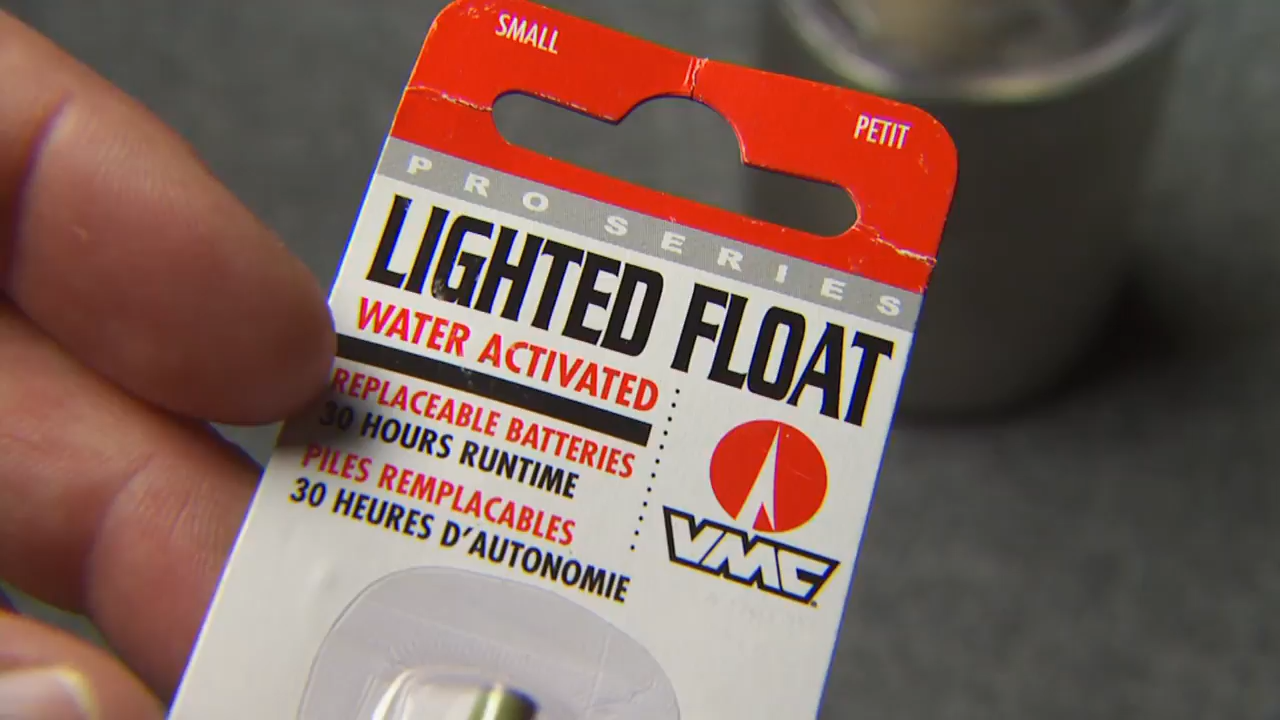 SMALL
PETIT
PRO SERIES
LIGHTED FLOAT
WATER ACTIVATED
REPLACEABLE BATTERIES
30 HOURS RUNTIME
PILES REMPLACABLES
30 HEURES D'AUTONOMIE
VMC